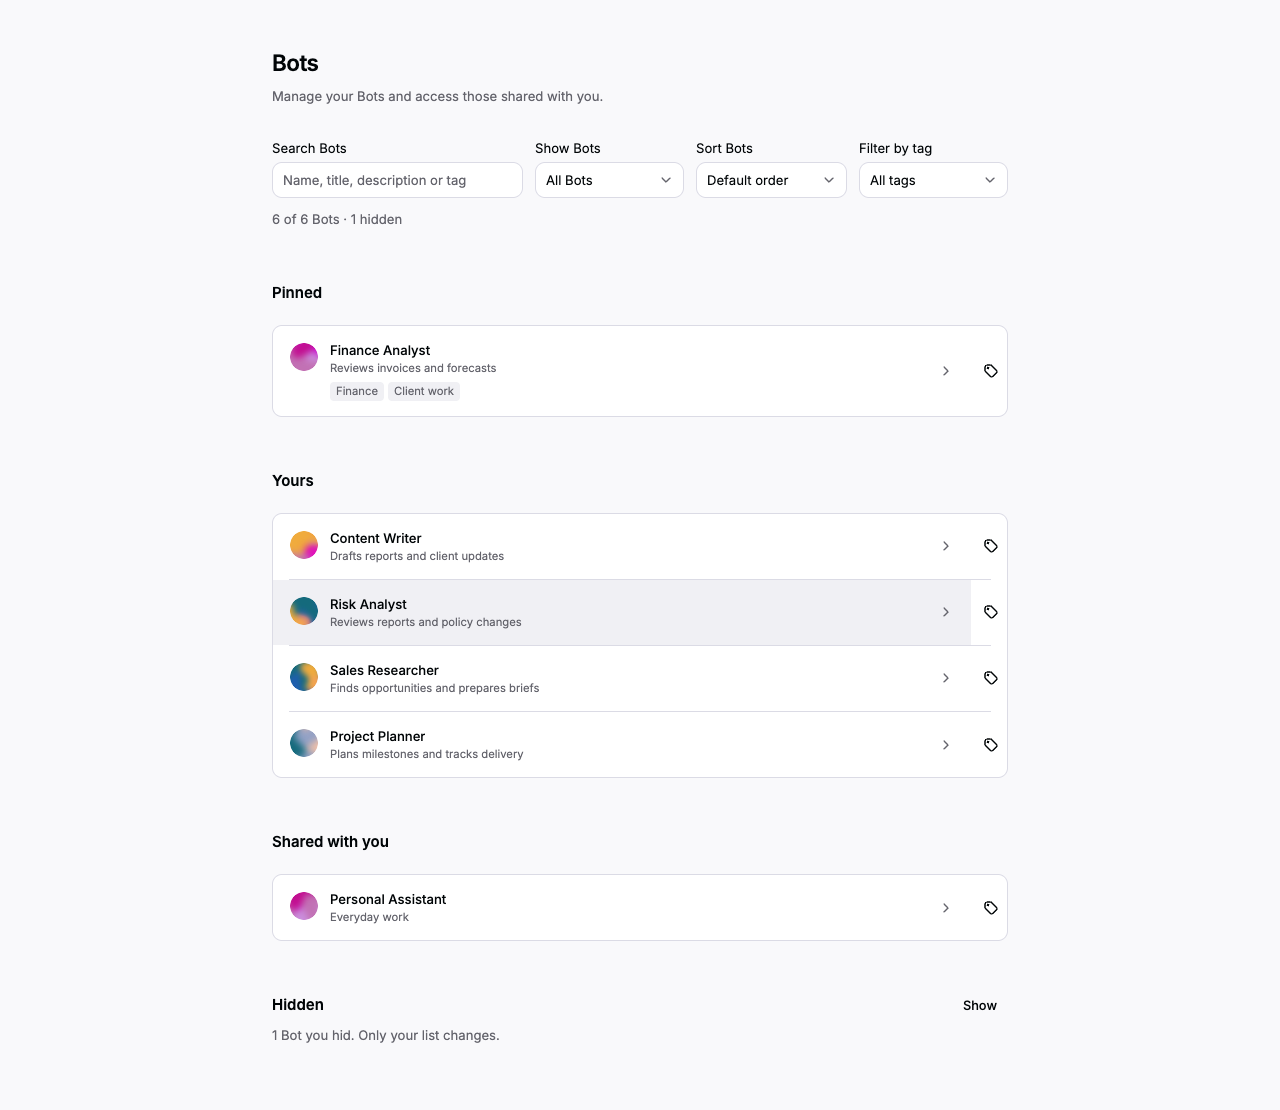 Bots
Manage your Bots and access those shared with you.
Search Bots
Show Bots
Sort Bots
Filter by tag
Name, title, description or tag
All Bots
Default order
All tags
6 of 6 Bots · 1 hidden
Pinned
Finance Analyst
Reviews invoices and forecasts
Finance
Client work
Yours
Content Writer
Drafts reports and client updates
Risk Analyst
Reviews reports and policy changes
Sales Researcher
Finds opportunities and prepares briefs
Project Planner
Plans milestones and tracks delivery
Shared with you
Personal Assistant
Everyday work
Hidden
Show
1 Bot you hid. Only your list changes.